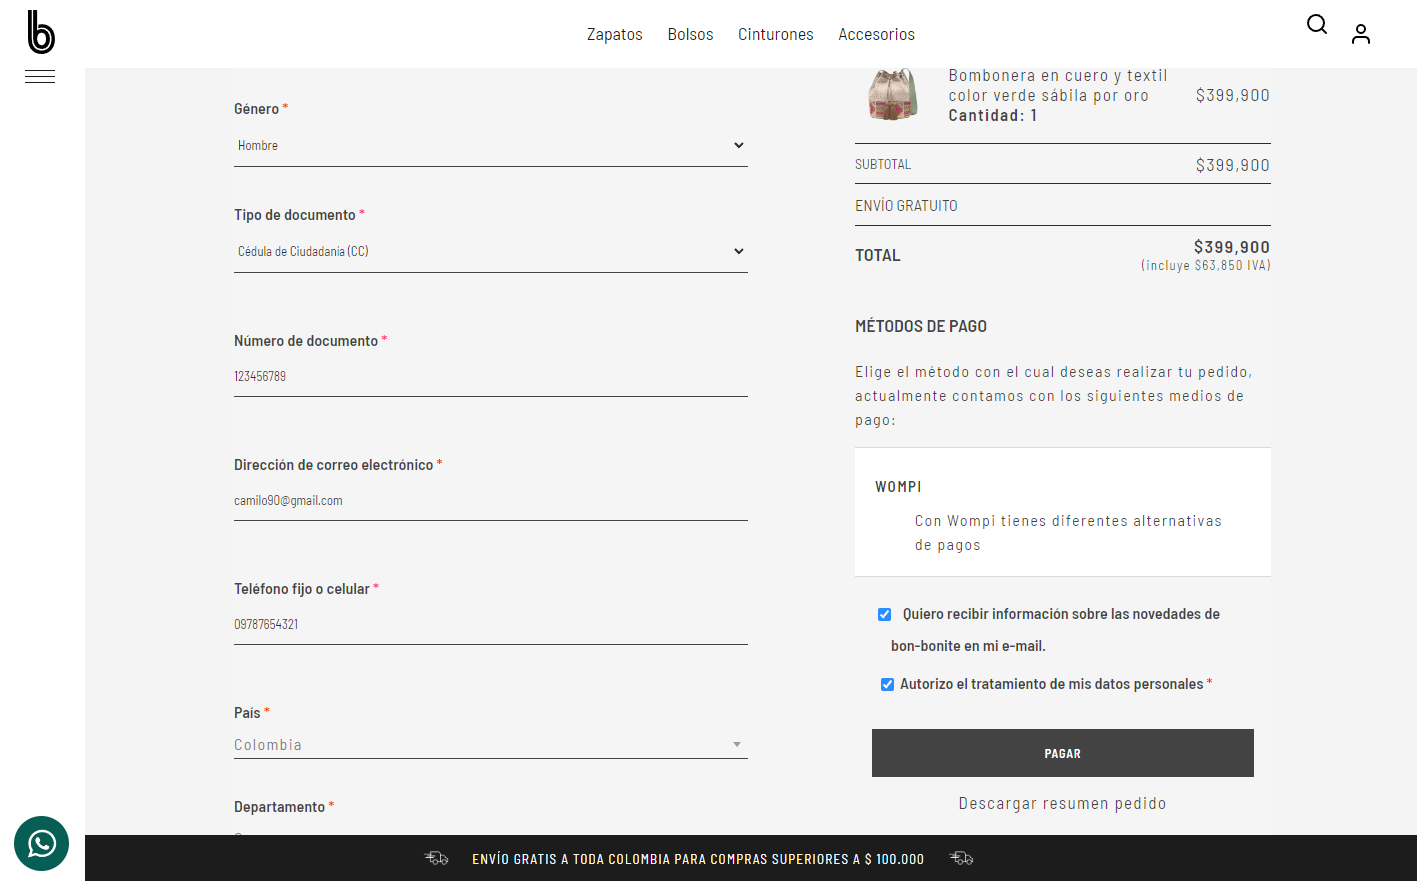 b
Zapatos Bolsos Cinturones Accesorios
Género *
Hombre
Tipo de documento *
Cédula de Ciudadanía (CC)
Número de documento *
123456789
Dirección de correo electrónico *
camilo90@gmail.com
Teléfono fijo o celular *
09787654321
País *
Colombia
Departamento *
Bombonera en cuero y textil
color verde sábila por oro
Cantidad: 1
$399,900
SUBTOTAL $399,900
ENVÍO GRATUITO
TOTAL $399,900
(incluye $63,850 IVA)
MÉTODOS DE PAGO
Elige el método con el cual deseas realizar tu pedido,
actualmente contamos con los siguientes medios de
pago:
WOMPI
Con Wompi tienes diferentes alternativas
de pagos
Quiero recibir información sobre las novedades de
bon-bonite en mi e-mail.
Autorizo el tratamiento de mis datos personales *
PAGAR
Descargar resumen pedido
ENVÍO GRATIS A TODA COLOMBIA PARA COMPRAS SUPERIORES A $ 100.000